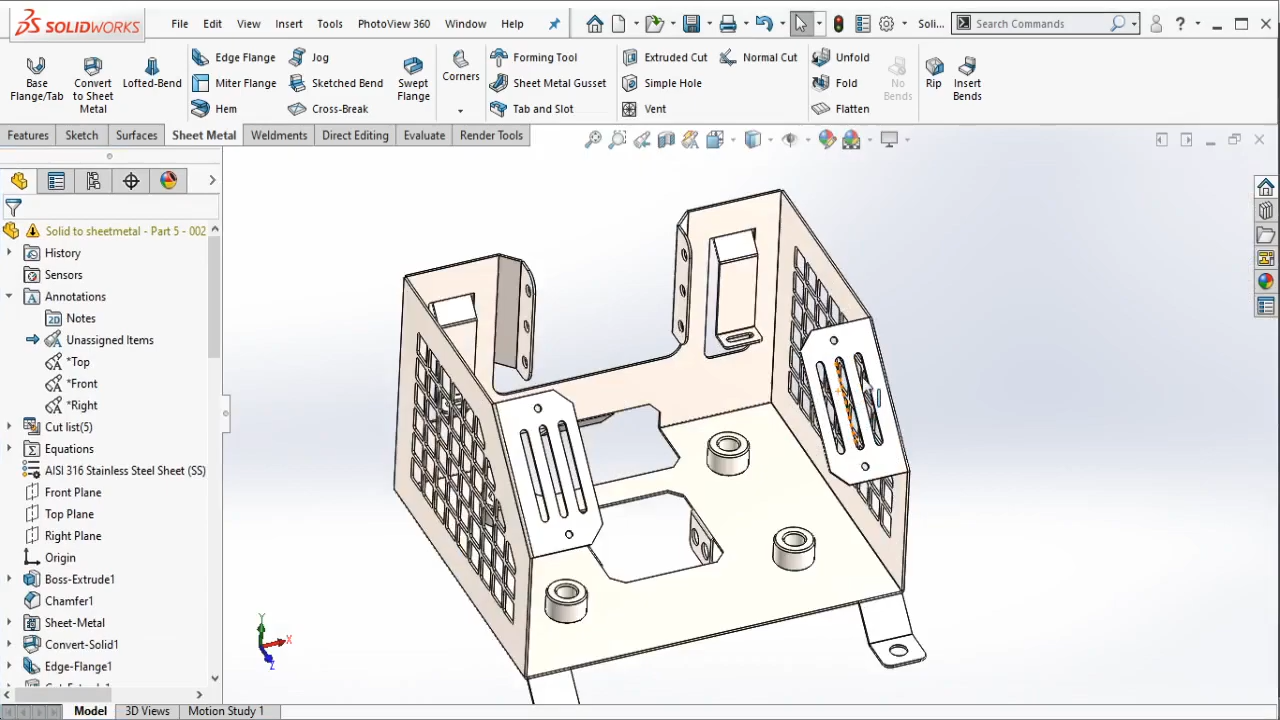 SOLIDWORKS File Edit View Insert Tools PhotoView 360 Window Help Soli... Search Commands ?
Base Flange/Tab
Convert to Sheet Metal
Lofted-Bend
Edge Flange
Miter Flange
Hem
Jog
Sketched Bend
Cross-Break
Swept Flange
Corners
Forming Tool
Sheet Metal Gusset
Tab and Slot
Extruded Cut
Simple Hole
Vent
Normal Cut
Unfold
Fold
Flatten
No Bends
Rip
Insert Bends
Features Sketch Surfaces Sheet Metal Weldments Direct Editing Evaluate Render Tools
Solid to sheetmetal - Part 5 - 002
History
Sensors
Annotations
Notes
Unassigned Items
*Top
*Front
*Right
Cut list(5)
Equations
AISI 316 Stainless Steel Sheet (SS)
Front Plane
Top Plane
Right Plane
Origin
Boss-Extrude1
Chamfer1
Sheet-Metal
Convert-Solid1
Edge-Flange1
Y
X
Z
Model 3D Views Motion Study 1